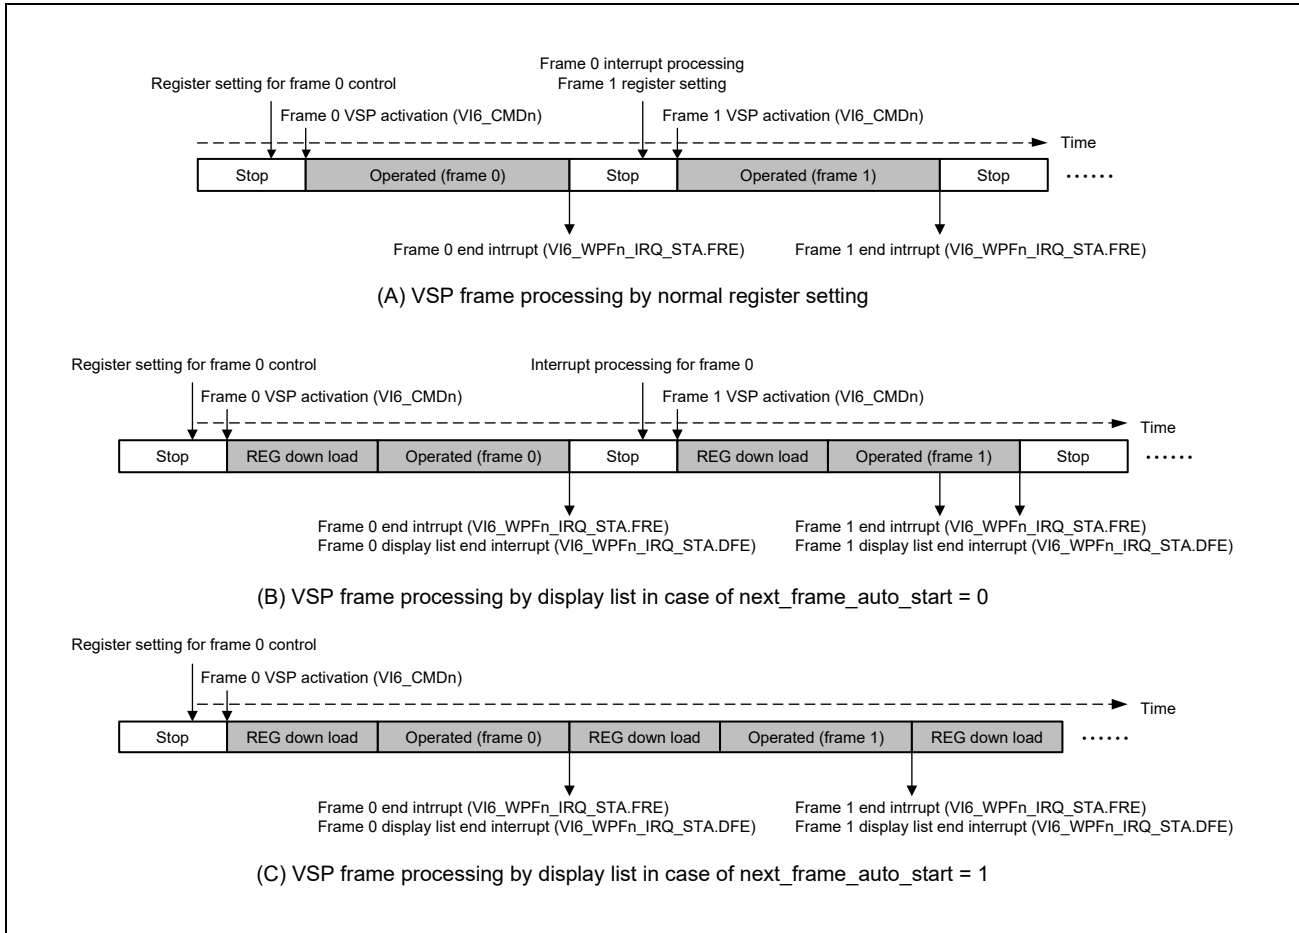 Frame 0 interrupt processing
Register setting for frame 0 control
Frame 1 register setting
Frame 0 VSP activation (VI6_CMDn)
Frame 1 VSP activation (VI6_CMDn)
Time
Stop
Operated (frame 0)
Stop
Operated (frame 1)
Stop
······
Frame 0 end intrrupt (VI6_WPFn_IRQ_STA.FRE)
Frame 1 end intrrupt (VI6_WPFn_IRQ_STA.FRE)
(A) VSP frame processing by normal register setting
Register setting for frame 0 control
Interrupt processing for frame 0
Frame 0 VSP activation (VI6_CMDn)
Frame 1 VSP activation (VI6_CMDn)
Time
Stop
REG down load
Operated (frame 0)
Stop
REG down load
Operated (frame 1)
Stop
······
Frame 0 end intrrupt (VI6_WPFn_IRQ_STA.FRE)
Frame 0 display list end interrupt (VI6_WPFn_IRQ_STA.DFE)
Frame 1 end intrrupt (VI6_WPFn_IRQ_STA.FRE)
Frame 1 display list end interrupt (VI6_WPFn_IRQ_STA.DFE)
(B) VSP frame processing by display list in case of next_frame_auto_start = 0
Register setting for frame 0 control
Frame 0 VSP activation (VI6_CMDn)
Time
Stop
REG down load
Operated (frame 0)
REG down load
Operated (frame 1)
REG down load
······
Frame 0 end intrrupt (VI6_WPFn_IRQ_STA.FRE)
Frame 0 display list end interrupt (VI6_WPFn_IRQ_STA.DFE)
Frame 1 end intrrupt (VI6_WPFn_IRQ_STA.FRE)
Frame 1 display list end interrupt (VI6_WPFn_IRQ_STA.DFE)
(C) VSP frame processing by display list in case of next_frame_auto_start = 1